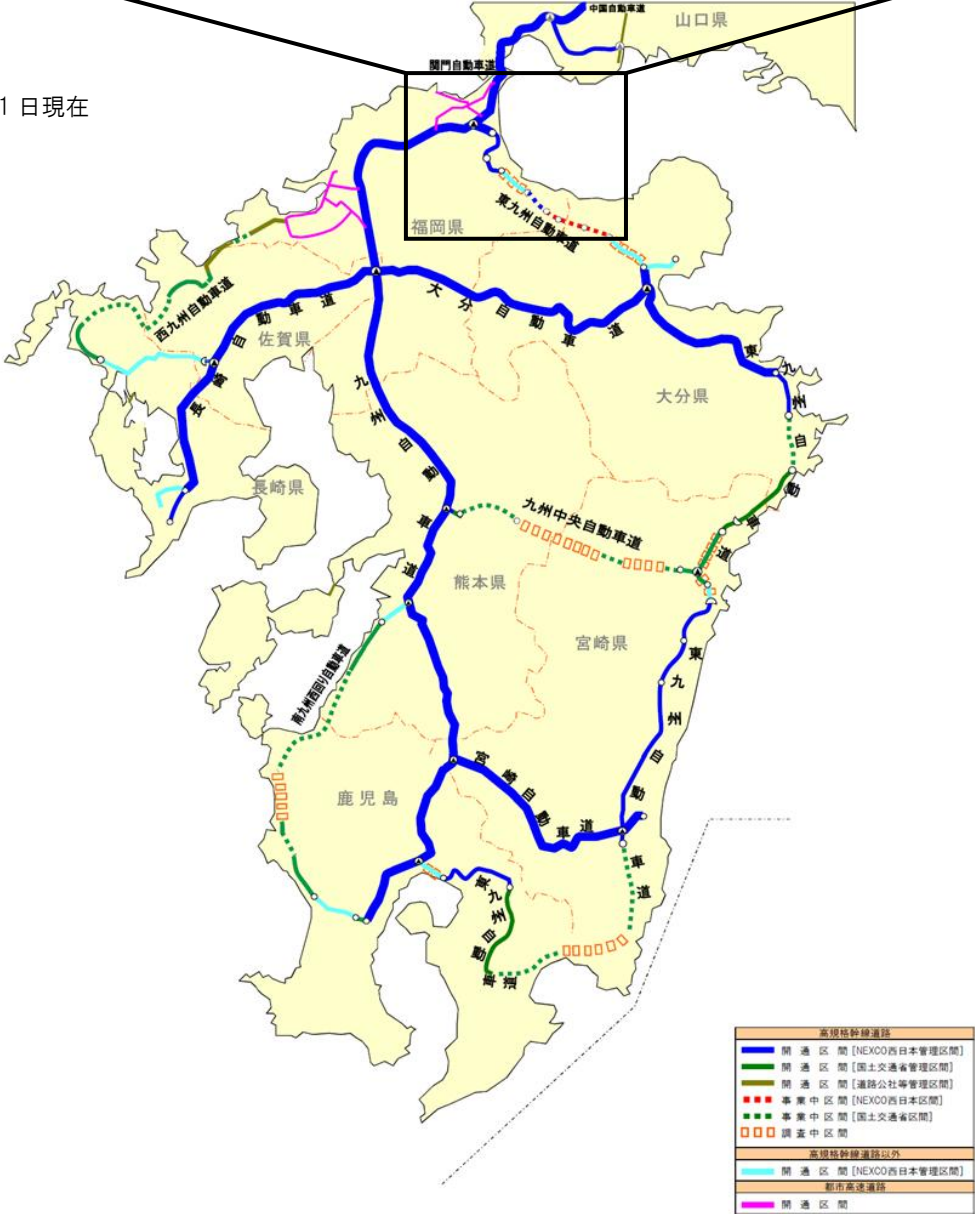 中国自動車道
山口県
関門自動車道
1 日現在
東九州自動車道
福岡県
西九州自動車道
長崎自動車道
佐賀県
大分自動車道
東九州自動車道
大分県
九州自動車道
長崎県
九州中央自動車道
熊本県
宮崎県
南九州西回り自動車道
東九州自動車道
宮崎自動車道
鹿児島
東九州自動車道
高規格幹線道路
開通区間[NEXCO西日本管理区間]
開通区間[国土交通省管理区間]
開通区間[道路公社等管理区間]
事業中区間[NEXCO西日本区間]
事業中区間[国土交通省区間]
調査中区間
高規格幹線道路以外
開通区間[NEXCO西日本管理区間]
都市高速道路
開通区間